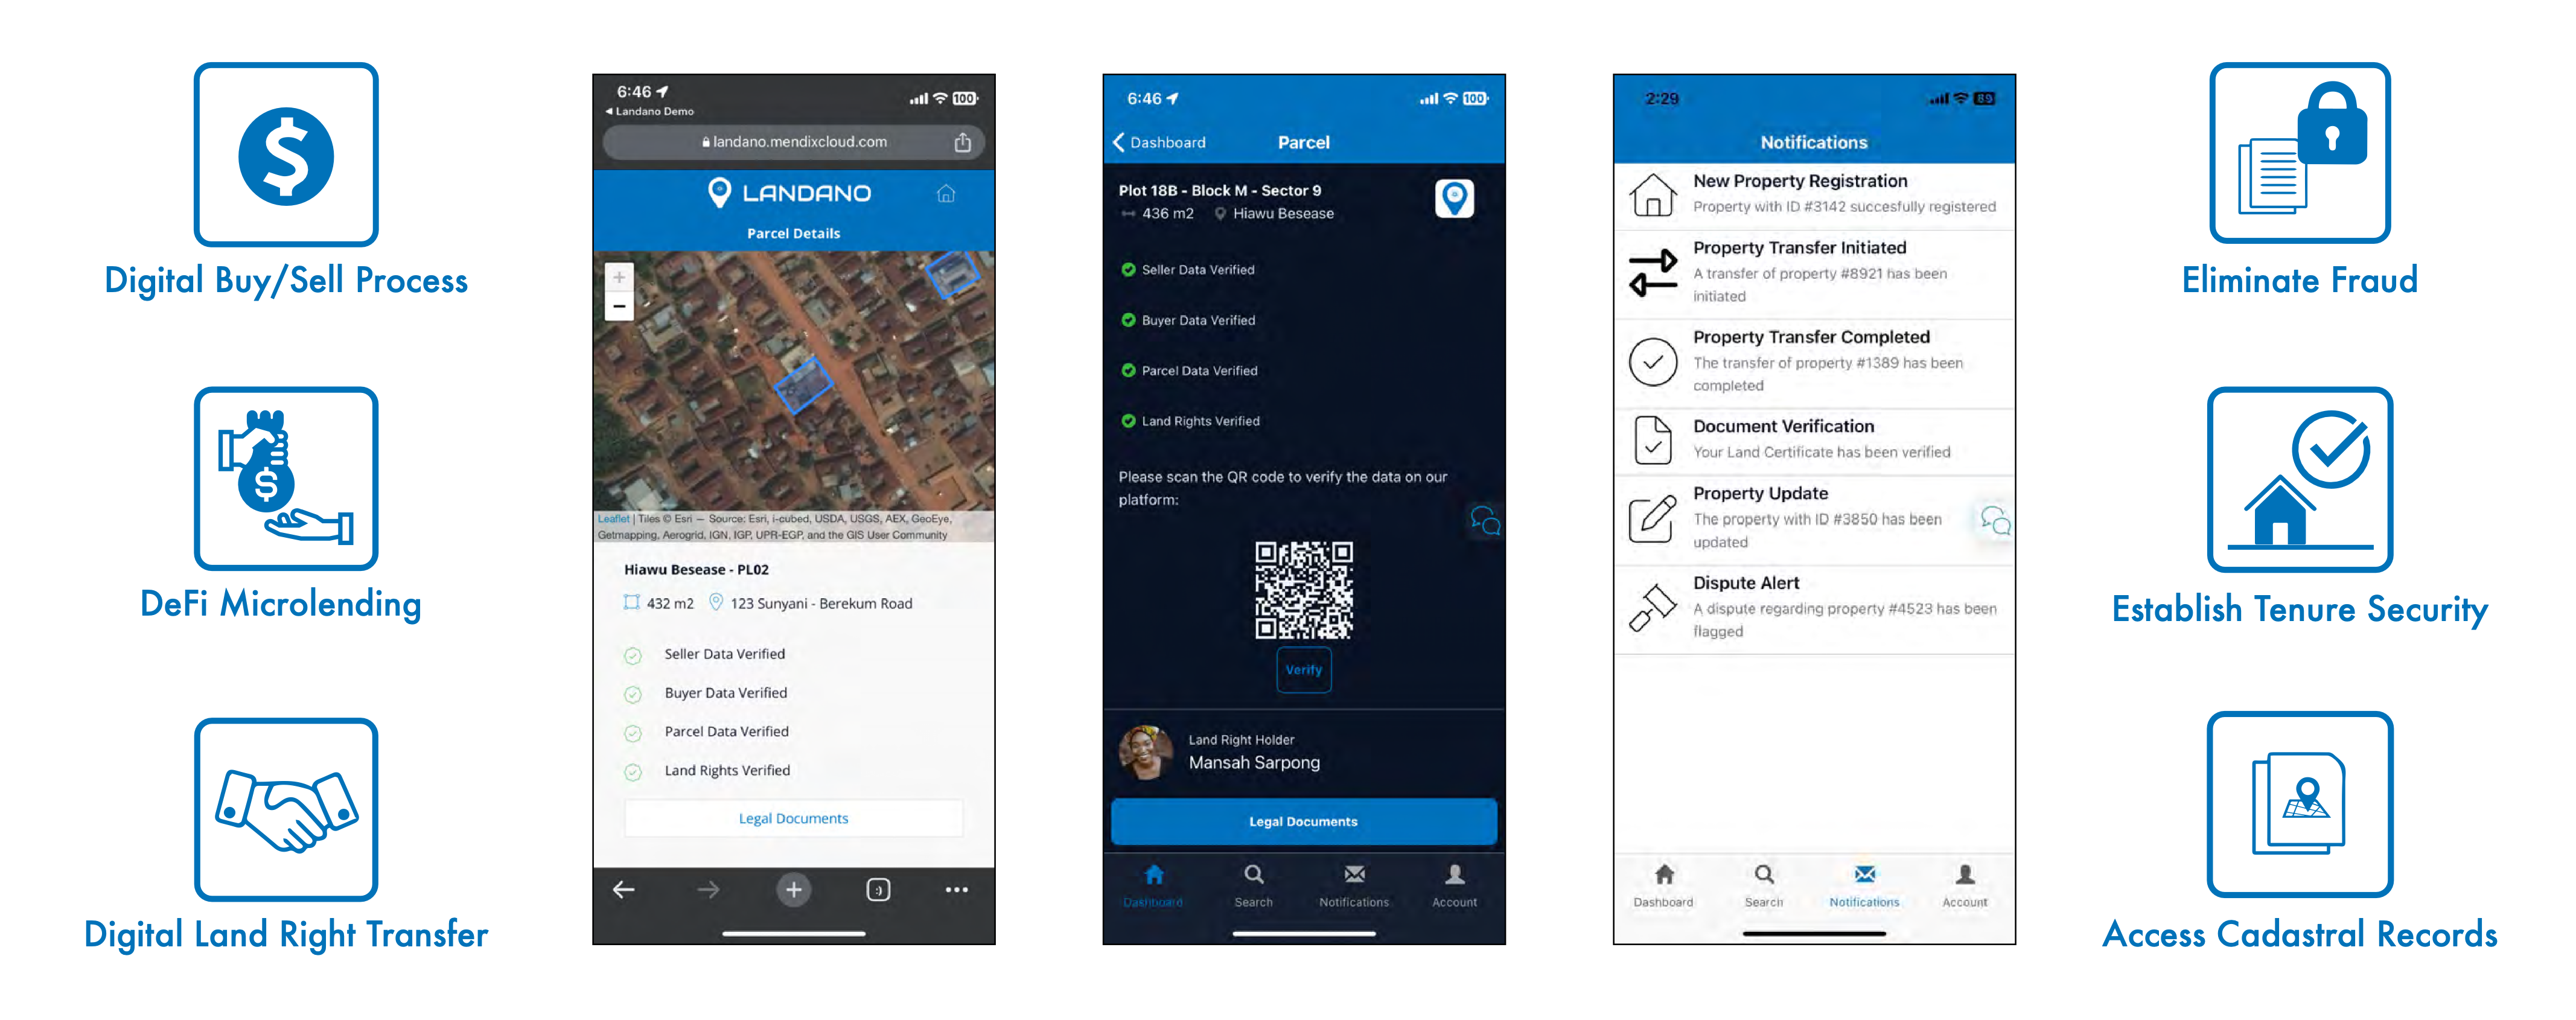 Digital Buy/Sell Process
DeFi Microlending
Digital Land Right Transfer
6:46
100
◀ Landano Demo
landano.mendixcloud.com
LANDANO
Parcel Details
+
−
Leaflet | Tiles © Esri — Source: Esri, i-cubed, USDA, USGS, AEX, GeoEye,
Getmapping, Aerogrid, IGN, IGP, UPR-EGP, and the GIS User Community
Hiawu Besease - PL02
432 m2 123 Sunyani - Berekum Road
Seller Data Verified
Buyer Data Verified
Parcel Data Verified
Land Rights Verified
Legal Documents
:)
6:46
100
Dashboard
Parcel
Plot 18B - Block M - Sector 9
436 m2 Hiawu Besease
Seller Data Verified
Buyer Data Verified
Parcel Data Verified
Land Rights Verified
Please scan the QR code to verify the data on our
platform:
Verify
Land Right Holder
Mansah Sarpong
Legal Documents
Dashboard Search Notifications Account
2:29
89
Notifications
New Property Registration
Property with ID #3142 succesfully registered
Property Transfer Initiated
A transfer of property #8921 has been
initiated
Property Transfer Completed
The transfer of property #1389 has been
completed
Document Verification
Your Land Certificate has been verified
Property Update
The property with ID #3850 has been
updated
Dispute Alert
A dispute regarding property #4523 has been
flagged
Dashboard Search Notifications Account
Eliminate Fraud
Establish Tenure Security
Access Cadastral Records